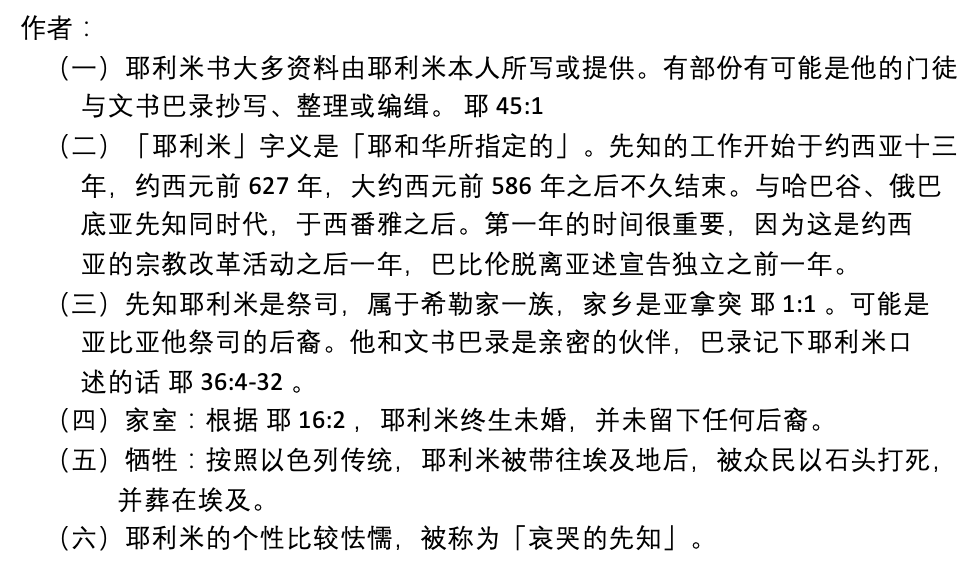 作者：
（一）耶利米书大多资料由耶利米本人所写或提供。有部份有可能是他的门徒
与文书巴录抄写、整理或编缉。 耶 45:1
（二）「耶利米」字义是「耶和华所指定的」。先知的工作开始于约西亚十三
年，约西元前 627 年，大约西元前 586 年之后不久结束。与哈巴谷、俄巴
底亚先知同时代，于西番雅之后。第一年的时间很重要，因为这是约西
亚的宗教改革活动之后一年，巴比伦脱离亚述宣告独立之前一年。
（三）先知耶利米是祭司，属于希勒家一族，家乡是亚拿突 耶 1:1 。可能是
亚比亚他祭司的后裔。他和文书巴录是亲密的伙伴，巴录记下耶利米口
述的话 耶 36:4-32 。
（四）家室：根据 耶 16:2 ，耶利米终生未婚，并未留下任何后裔。
（五）牺牲：按照以色列传统，耶利米被带往埃及地后，被众民以石头打死，
并葬在埃及。
（六）耶利米的个性比较怯懦，被称为「哀哭的先知」。